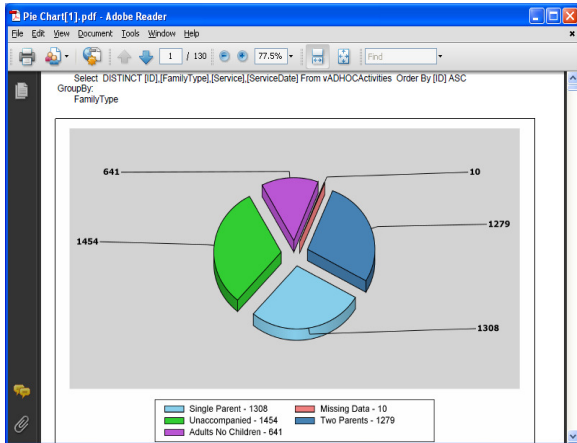 Pie Chart[1].pdf - Adobe Reader
File Edit View Document Tools Window Help
1 / 130 77.5% Find
Select DISTINCT [ID],[FamilyType],[Service],[ServiceDate] From vADHOCActivities Order By [ID] ASC
GroupBy:
FamilyType
641
10
1279
1454
1308
Single Parent - 1308 Missing Data - 10
Unaccompanied - 1454 Two Parents - 1279
Adults No Children - 641